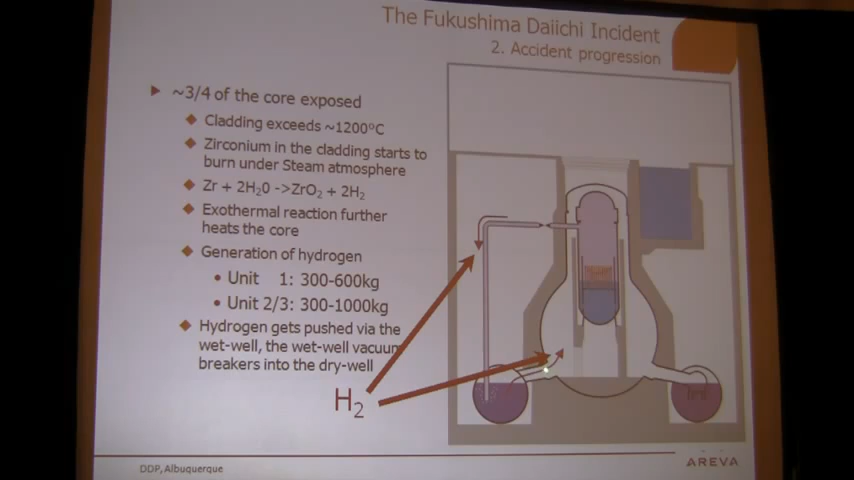 The Fukushima Daiichi Incident
2. Accident progression
~3/4 of the core exposed
Cladding exceeds ~1200°C
Zirconium in the cladding starts to
burn under Steam atmosphere
Zr + 2H₂0 ->ZrO₂ + 2H₂
Exothermal reaction further
heats the core
Generation of hydrogen
• Unit 1: 300-600kg
• Unit 2/3: 300-1000kg
Hydrogen gets pushed via the
wet-well, the wet-well vacuum
breakers into the dry-well
H₂
DDP, Albuquerque
AREVA